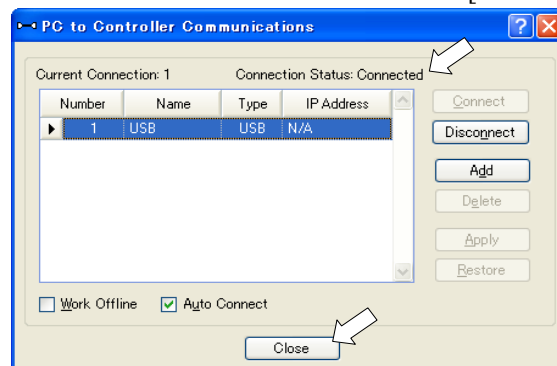 PC to Controller Communications
Current Connection: 1 Connection Status: Connected
Number Name Type IP Address
1 USB USB N/A
Connect
Disconnect
Add
Delete
Apply
Restore
Work Offline Auto Connect
Close